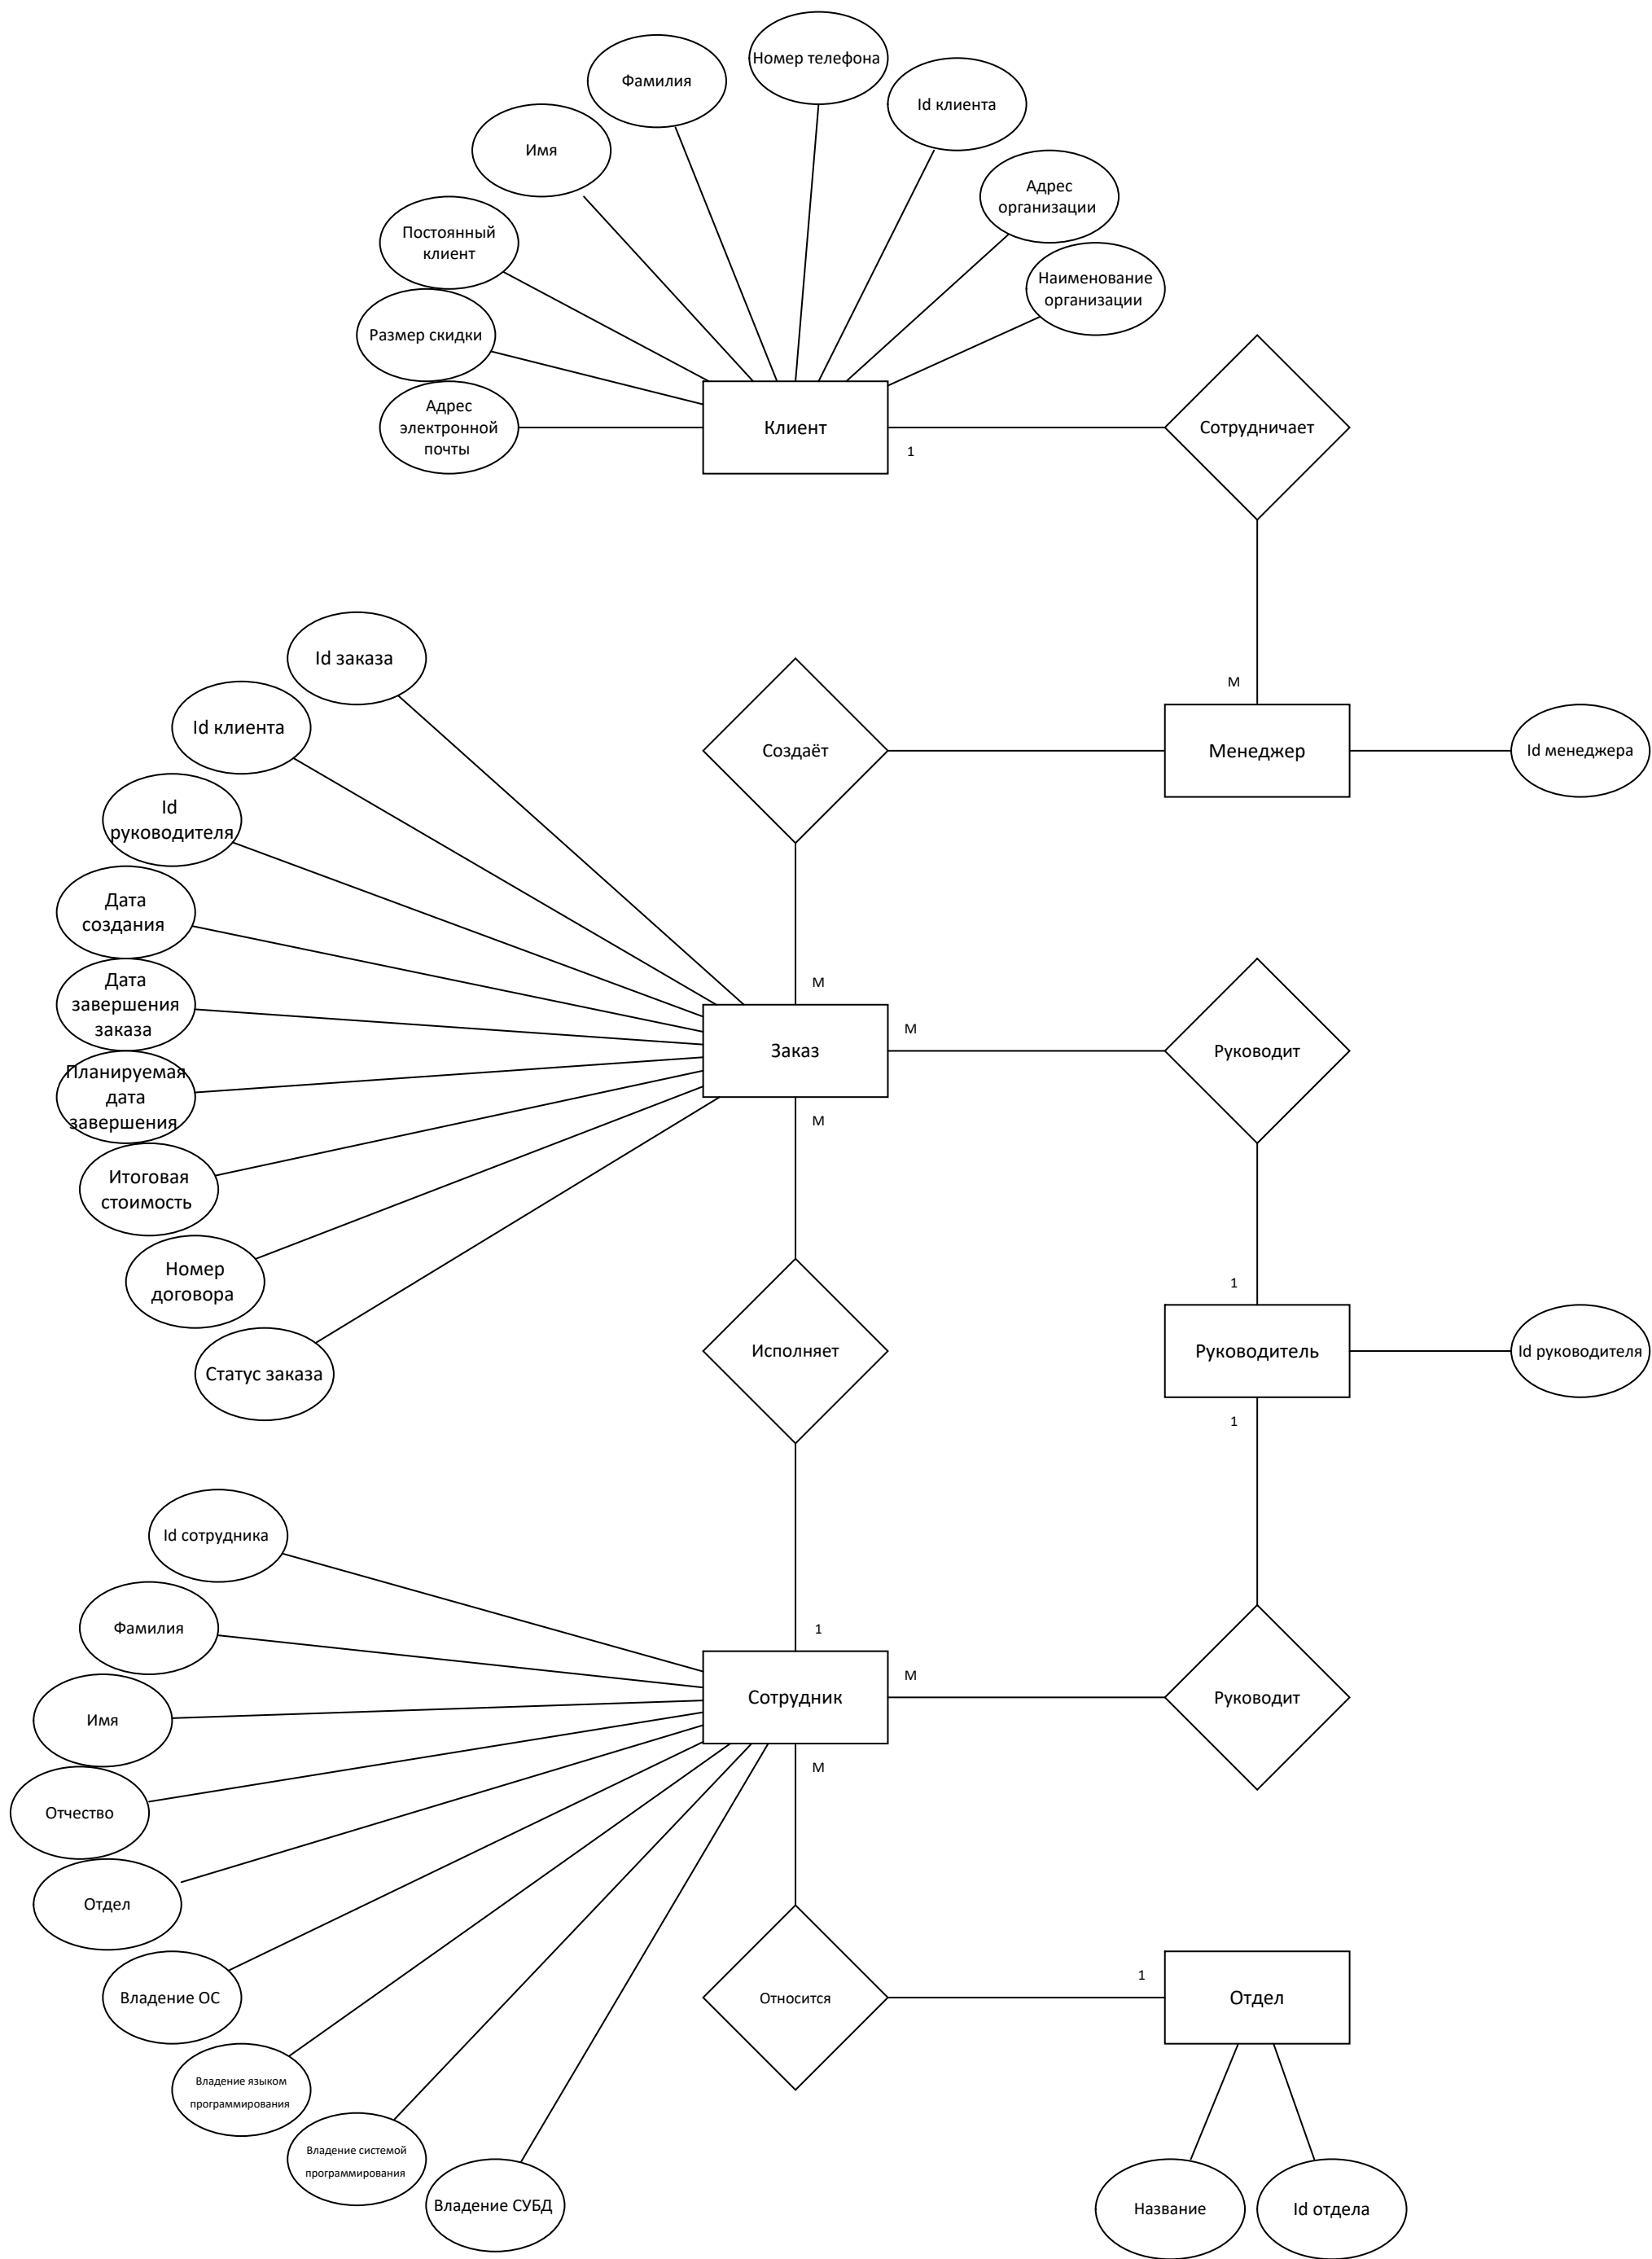 Номер телефона
Фамилия
Id клиента
Имя
Адрес
организации
Постоянный
клиент
Наименование
организации
Размер скидки
Адрес
электронной
почты
Клиент
Сотрудничает
1
Id заказа
М
Id клиента
Создаёт
Менеджер
Id менеджера
Id
руководителя
Дата
создания
М
Дата
завершения
заказа
М
Заказ
Руководит
Планируемая
дата
завершения
М
Итоговая
стоимость
Номер
договора
1
Исполняет
Руководитель
Id руководителя
Статус заказа
1
Id сотрудника
Фамилия
1
М
Сотрудник
Руководит
Имя
М
Отчество
Отдел
1
Владение ОС
Относится
Отдел
Владение языком
программирования
Владение системой
программирования
Владение СУБД
Название
Id отдела